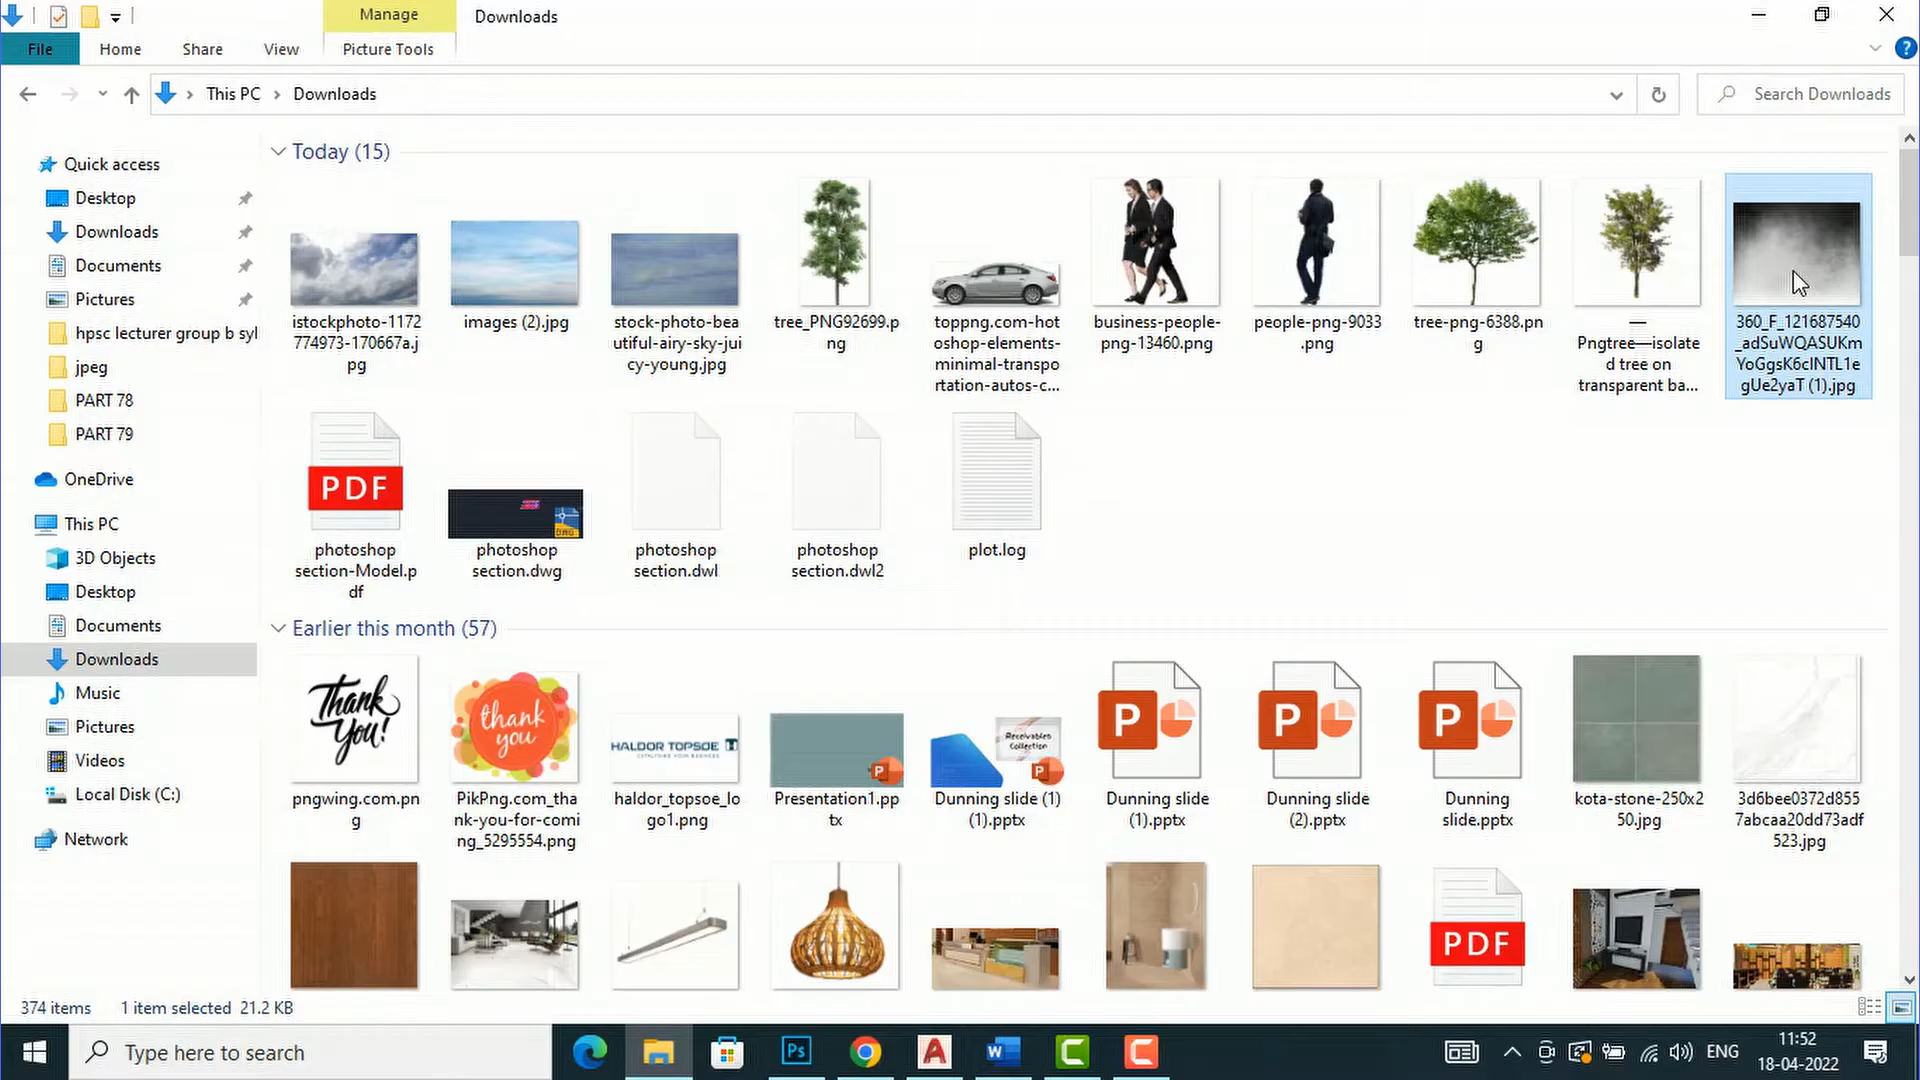 Manage
Downloads
File
Home
Share
View
Picture Tools
This PC
Downloads
Search Downloads
Quick access
Desktop
Downloads
Documents
Pictures
hpsc lecturer group b syl
jpeg
PART 78
PART 79
OneDrive
This PC
3D Objects
Desktop
Documents
Downloads
Music
Pictures
Videos
Local Disk (C:)
Network
Today (15)
istockphoto-1172
774973-170667a.j
pg
images (2).jpg
stock-photo-bea
utiful-airy-sky-jui
cy-young.jpg
tree_PNG92699.p
ng
toppng.com-hot
oshop-elements-
minimal-transpo
rtation-autos-c...
business-people-
png-13460.png
people-png-9033
.png
tree-png-6388.pn
g
—
Pngtree—isolate
d tree on
transparent ba...
360_F_121687540
_adSuWQASUKm
YoGgsK6cINTL1e
gUe2yaT (1).jpg
PDF
photoshop
section-Model.p
df
DWG
photoshop
section.dwg
photoshop
section.dwl
photoshop
section.dwl2
plot.log
Earlier this month (57)
Thank
You!
pngwing.com.pn
g
thank
you
PikPng.com_tha
nk-you-for-comi
ng_5295554.png
HALDOR TOPSOE
haldor_topsoe_lo
go1.png
P
Presentation1.pp
tx
Receivables
Collection
P
Dunning slide (1)
(1).pptx
P
Dunning slide
(1).pptx
P
Dunning slide
(2).pptx
P
Dunning
slide.pptx
kota-stone-250x2
50.jpg
3d6bee0372d855
7abcaa20dd73adf
523.jpg
PDF
374 items
1 item selected 21.2 KB
Type here to search
Ps
ENG
11:52
18-04-2022